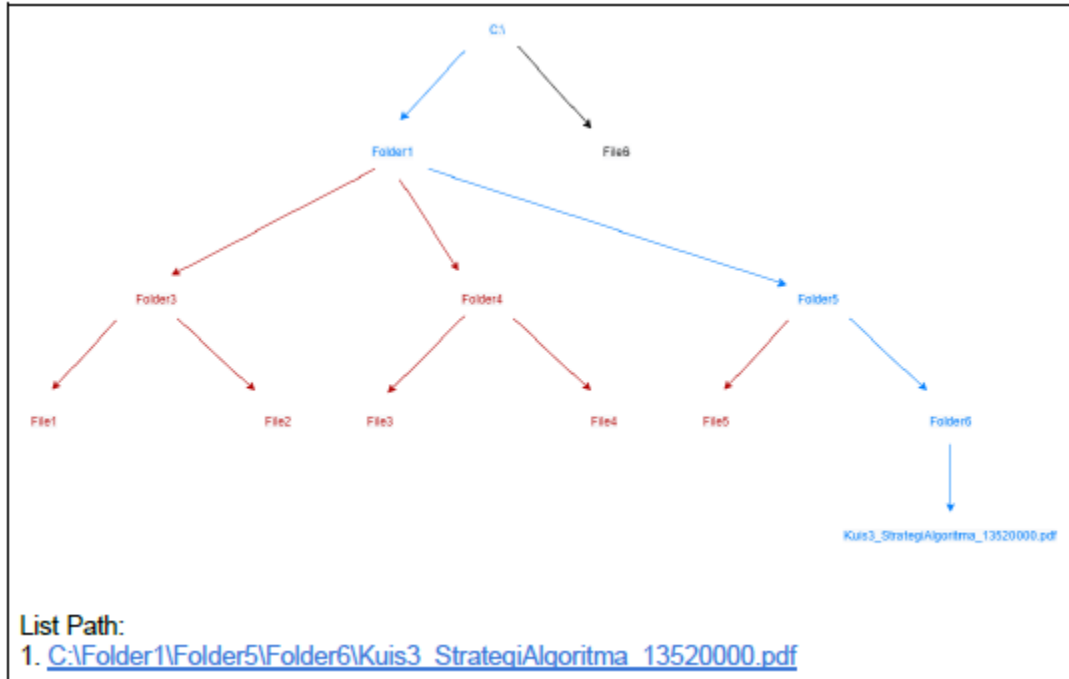 C:\
Folder1
File6
Folder3
Folder4
Folder5
File1
File2
File3
File4
File5
Folder6
Kuis3_StrategiAlgoritma_13520000.pdf
List Path:
1. C:\Folder1\Folder5\Folder6\Kuis3_StrategiAlgoritma_13520000.pdf